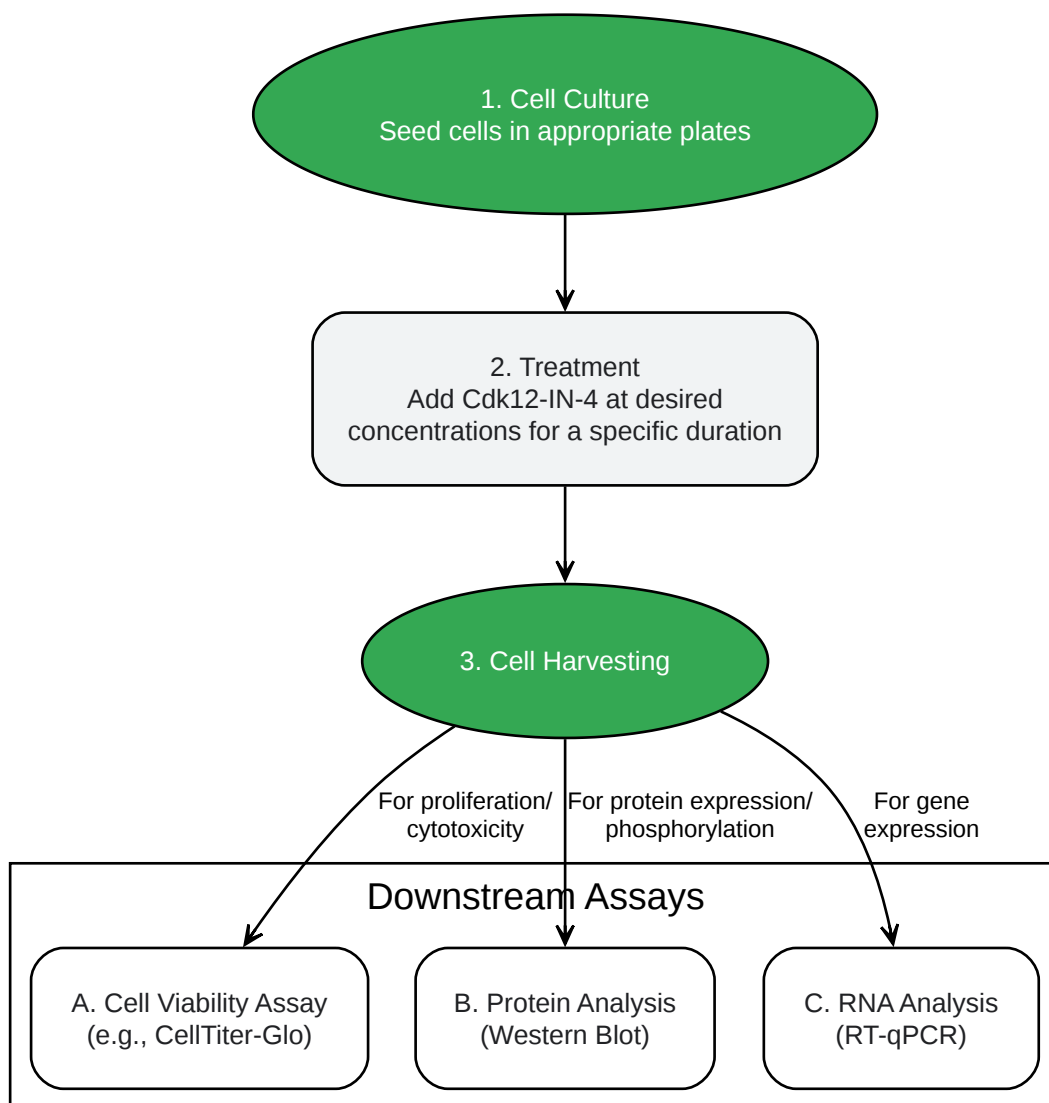 1. Cell Culture
Seed cells in appropriate plates
2. Treatment
Add Cdk12-IN-4 at desired
concentrations for a specific duration
3. Cell Harvesting
For proliferation/
cytotoxicity
For protein expression/
phosphorylation
For gene
expression
Downstream Assays
A. Cell Viability Assay
(e.g., CellTiter-Glo)
B. Protein Analysis
(Western Blot)
C. RNA Analysis
(RT-qPCR)